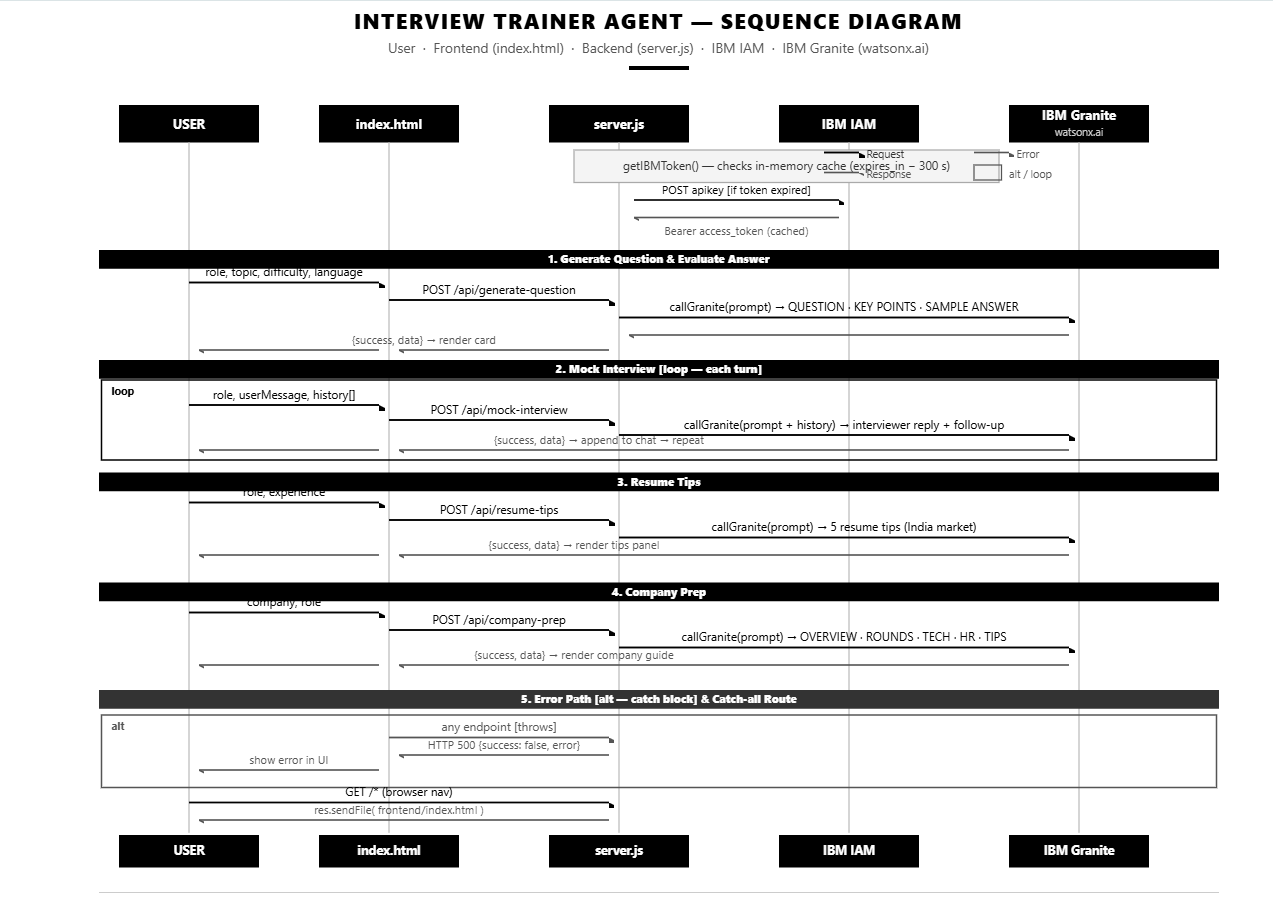 INTERVIEW TRAINER AGENT — SEQUENCE DIAGRAM
User · Frontend (index.html) · Backend (server.js) · IBM IAM · IBM Granite (watsonx.ai)
USER
index.html
server.js
IBM IAM
IBM Granite
watsonx.ai
getIBMToken() — checks in-memory cache (expires_in − 300 s)
Request
Error
Response
alt / loop
POST apikey [if token expired]
Bearer access_token (cached)
1. Generate Question & Evaluate Answer
role, topic, difficulty, language
POST /api/generate-question
callGranite(prompt) → QUESTION · KEY POINTS · SAMPLE ANSWER
{success, data} → render card
2. Mock Interview [loop — each turn]
loop
role, userMessage, history[]
POST /api/mock-interview
callGranite(prompt + history) → interviewer reply + follow-up
{success, data} → append to chat → repeat
3. Resume Tips
role, experience
POST /api/resume-tips
callGranite(prompt) → 5 resume tips (India market)
{success, data} → render tips panel
4. Company Prep
company, role
POST /api/company-prep
callGranite(prompt) → OVERVIEW · ROUNDS · TECH · HR · TIPS
{success, data} → render company guide
5. Error Path [alt — catch block] & Catch-all Route
alt
any endpoint [throws]
HTTP 500 {success: false, error}
show error in UI
GET /* (browser nav)
res.sendFile( frontend/index.html )
USER
index.html
server.js
IBM IAM
IBM Granite